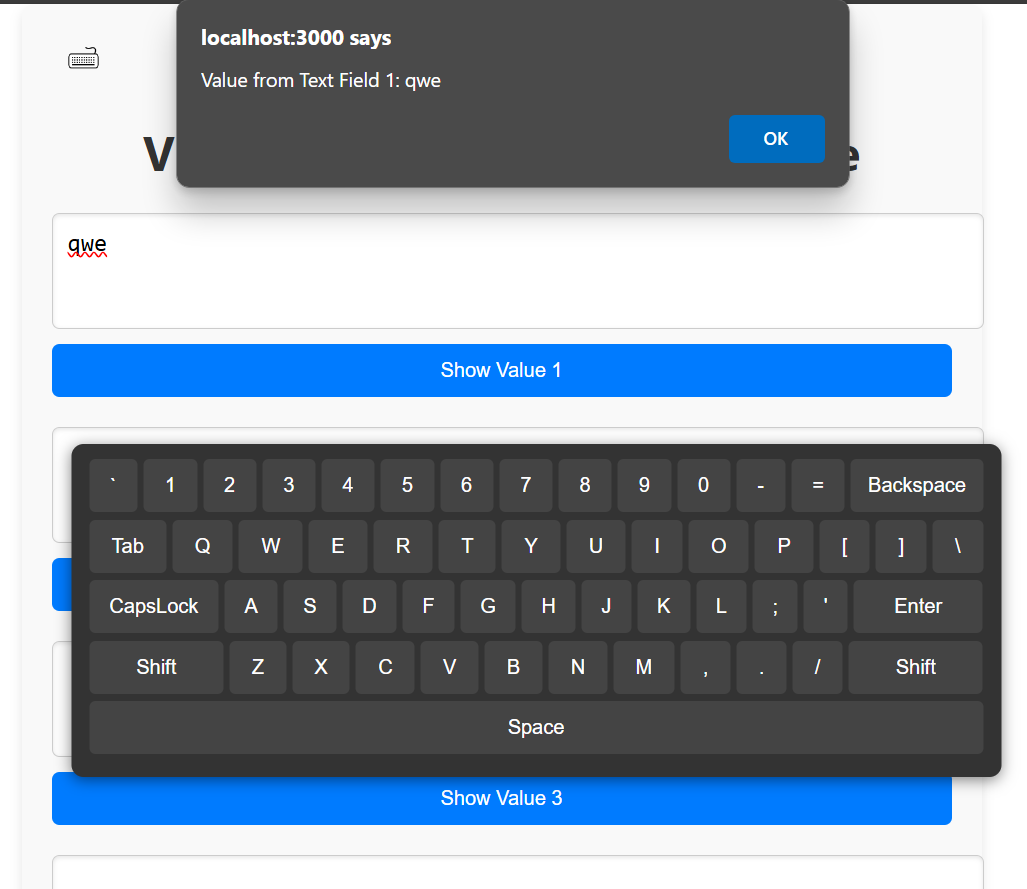 localhost:3000 says
Value from Text Field 1: qwe
OK
qwe
Show Value 1
` 1 2 3 4 5 6 7 8 9 0 - = Backspace
Tab Q W E R T Y U I O P [ ] \
CapsLock A S D F G H J K L ; ' Enter
Shift Z X C V B N M , . / Shift
Space
Show Value 3